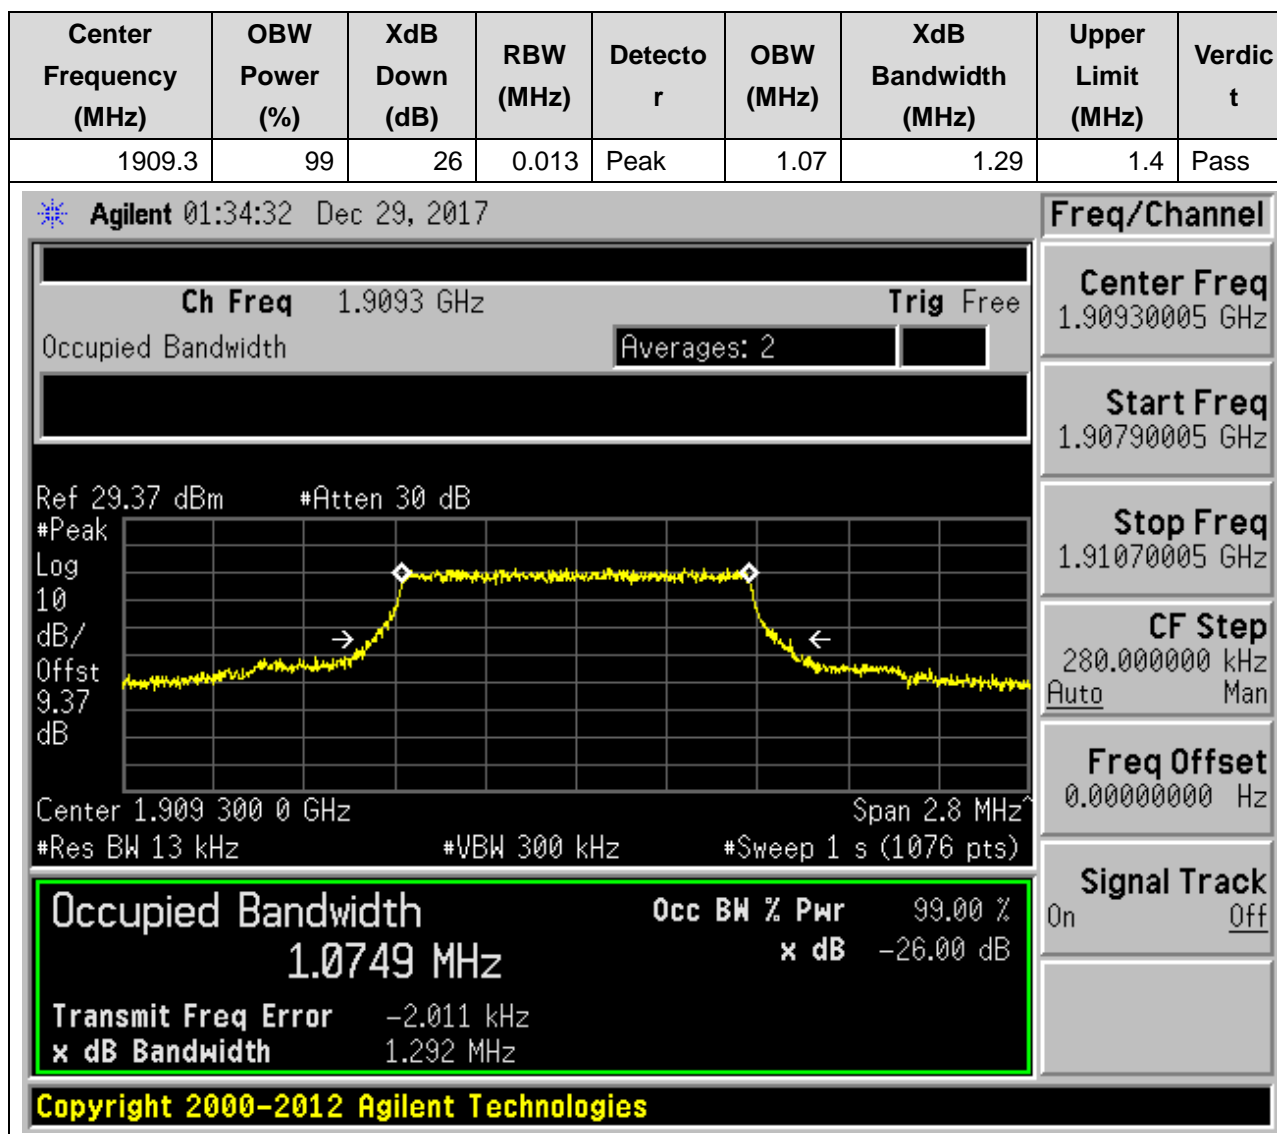 Center Frequency (MHz) OBW Power (%) XdB Down (dB) RBW (MHz) Detecto r OBW (MHz) XdB Bandwidth (MHz) Upper Limit (MHz) Verdic t
1909.3 99 26 0.013 Peak 1.07 1.29 1.4 Pass
Agilent 01:34:32 Dec 29, 2017
Ch Freq 1.9093 GHz Trig Free
Occupied Bandwidth Averages: 2
Ref 29.37 dBm #Atten 30 dB
#Peak
Log
10
dB/
Offst
9.37
dB
Center 1.909 300 0 GHz Span 2.8 MHz^
#Res BW 13 kHz #VBW 300 kHz #Sweep 1 s (1076 pts)
Occupied Bandwidth Occ BW % Pwr 99.00 %
1.0749 MHz x dB -26.00 dB
Transmit Freq Error -2.011 kHz
x dB Bandwidth 1.292 MHz
Copyright 2000-2012 Agilent Technologies
Freq/Channel
Center Freq
1.90930005 GHz
Start Freq
1.90790005 GHz
Stop Freq
1.91070005 GHz
CF Step
280.000000 kHz
Auto Man
Freq Offset
0.00000000 Hz
Signal Track
On Off